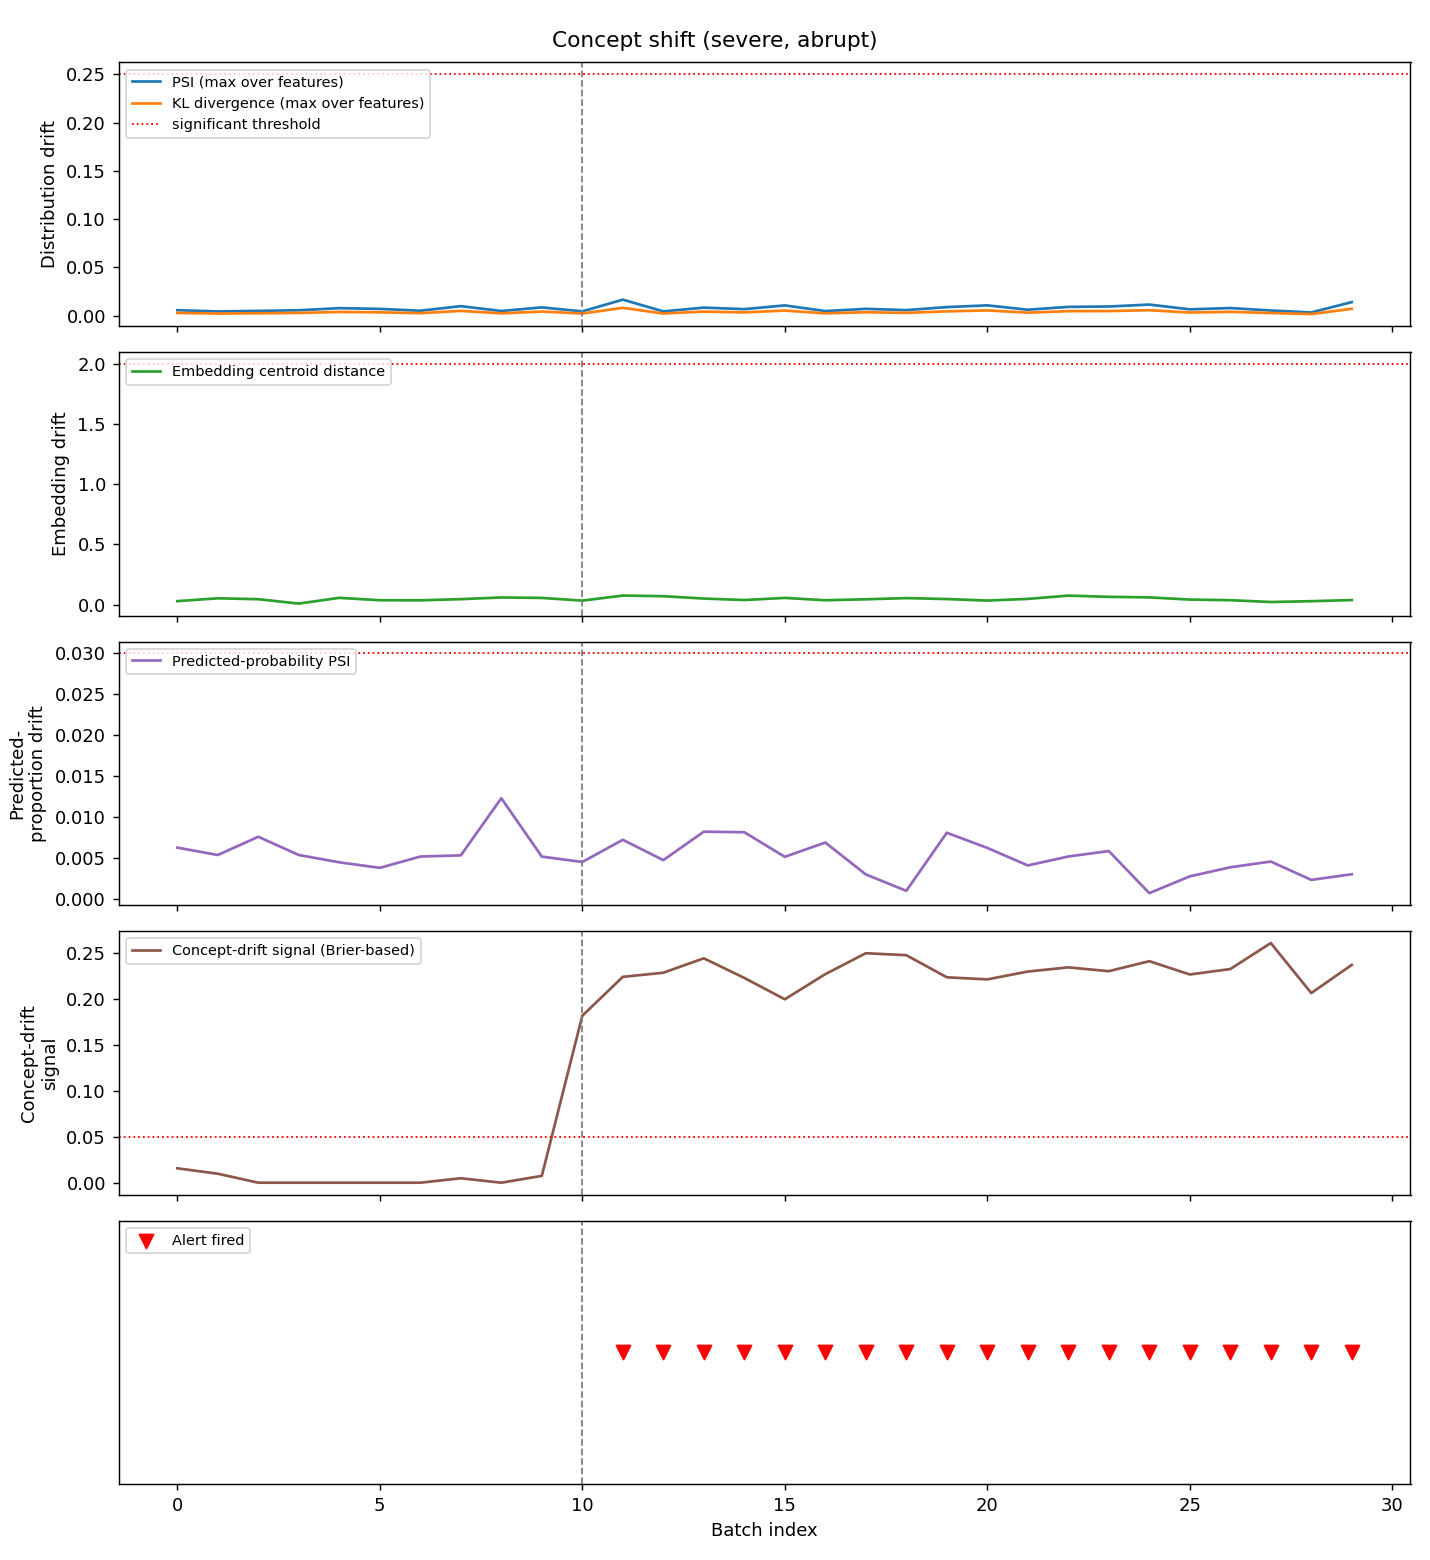 Concept shift (severe, abrupt)
Distribution drift
0.25
0.20
0.15
0.10
0.05
0.00
PSI (max over features)
KL divergence (max over features)
significant threshold
Embedding drift
2.0
1.5
1.0
0.5
0.0
Embedding centroid distance
Predicted-
proportion drift
0.030
0.025
0.020
0.015
0.010
0.005
0.000
Predicted-probability PSI
Concept-drift
signal
0.25
0.20
0.15
0.10
0.05
0.00
Concept-drift signal (Brier-based)
Alert fired
0 5 10 15 20 25 30
Batch index